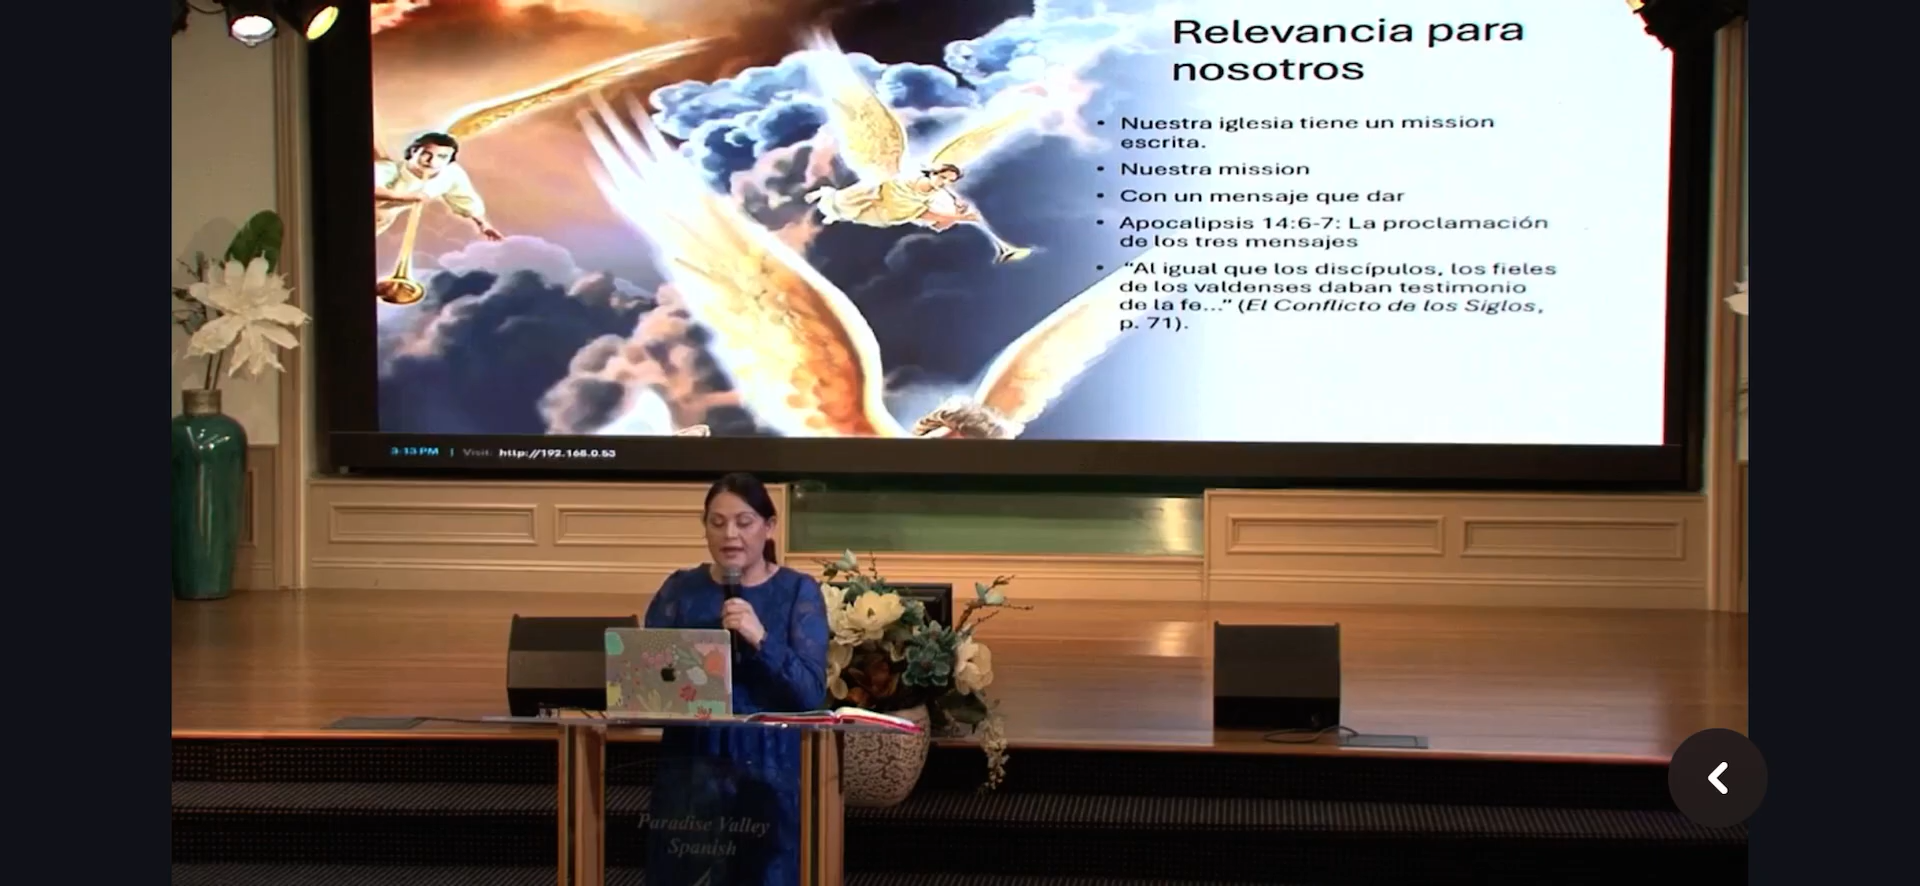 Relevancia para
nosotros
• Nuestra iglesia tiene un mission
escrita.
• Nuestra mission
• Con un mensaje que dar
• Apocalipsis 14:6-7: La proclamación
de los tres mensajes
• “Al igual que los discípulos, los fieles
de los valdenses daban testimonio
de la fe...” (El Conflicto de los Siglos,
p. 71).
3:13 PM | Visit: http://192.168.0.53
Paradise Valley
Spanish